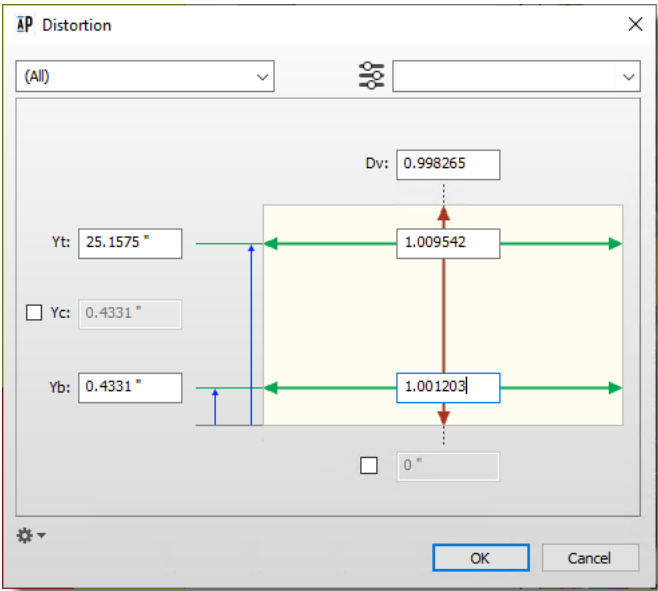 AP Distortion
(All)
Dv: 0.998265
Yt: 25.1575 " 1.009542
Yc: 0.4331 "
Yb: 0.4331 " 1.001203
0 "
OK Cancel